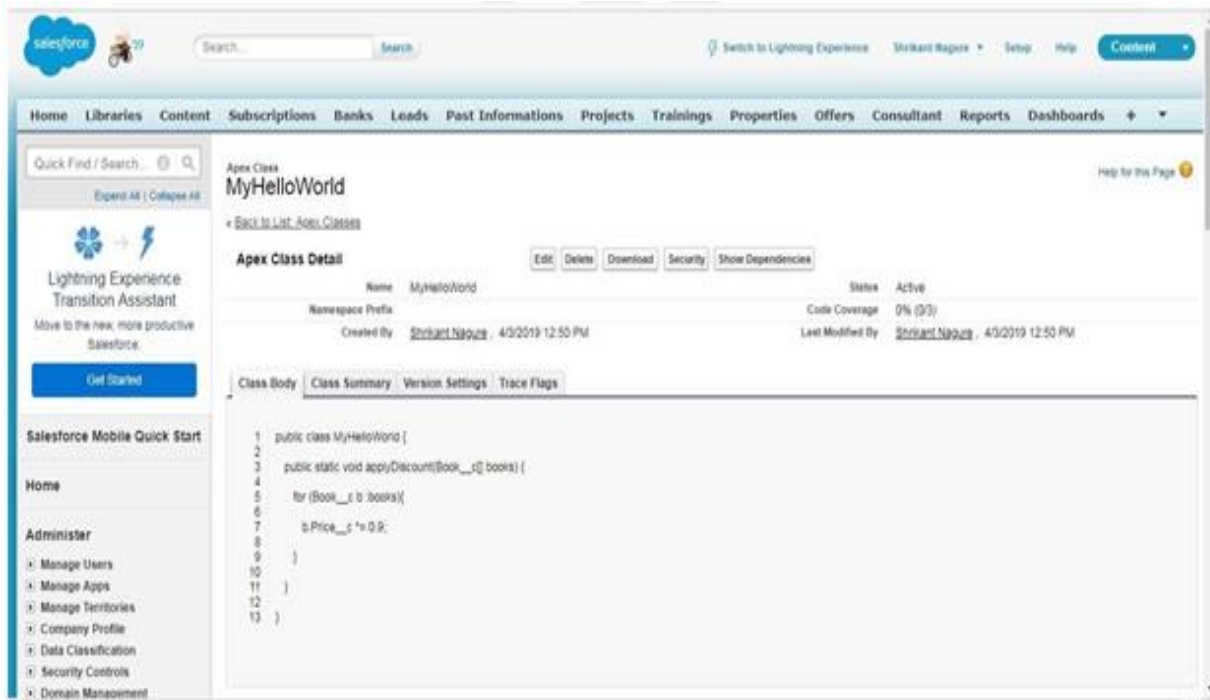 salesforce
'19
Search...
Search
Switch to Lightning Experience
Shrikant Nagure
Setup
Help
Content
Home Libraries Content Subscriptions Banks Leads Past Informations Projects Trainings Properties Offers Consultant Reports Dashboards +
Quick Find / Search...
Expand All | Collapse All
Lightning Experience
Transition Assistant
Move to the new, more productive
Salesforce.
Get Started
Salesforce Mobile Quick Start
Home
Administer
Manage Users
Manage Apps
Manage Territories
Company Profile
Data Classification
Security Controls
Domain Management
Apex Class
MyHelloWorld
Help for this Page
« Back to List: Apex Classes
Apex Class Detail
Edit Delete Download Security Show Dependencies
Name MyHelloWorld
Status Active
Namespace Prefix
Code Coverage 0% (0/3)
Created By Shrikant Nagure , 4/3/2019 12:50 PM
Last Modified By Shrikant Nagure , 4/3/2019 12:50 PM
Class Body Class Summary Version Settings Trace Flags
1 public class MyHelloWorld {
2
3 public static void applyDiscount(Book__c[] books) {
4
5 for (Book__c b :books){
6
7 b.Price__c *= 0.9;
8
9 }
10
11 }
12
13 }